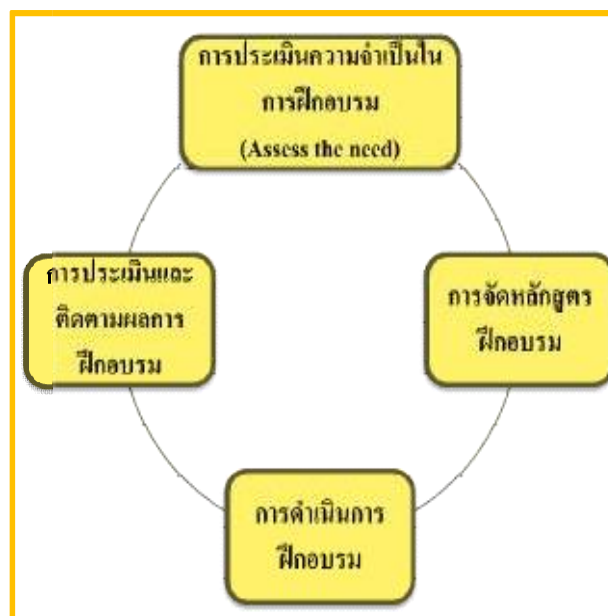 การประเมินความจำเป็นใน
การฝึกอบรม
(Assess the need)
การจัดหลักสูตร
ฝึกอบรม
การดำเนินการ
ฝึกอบรม
การประเมินและ
ติดตามผลการ
ฝึกอบรม